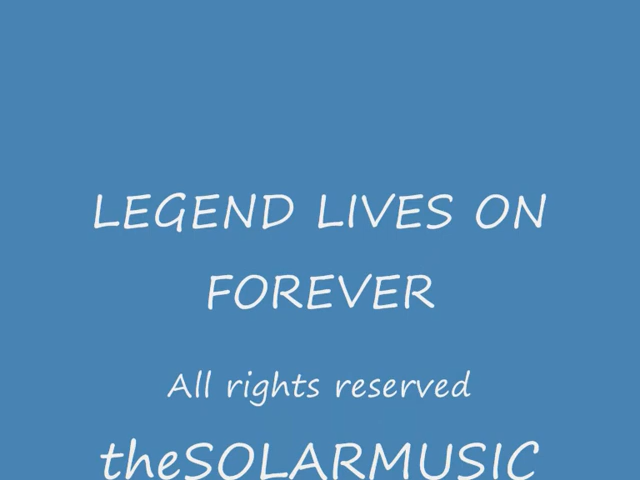 LEGEND LIVES ON
FOREVER
All rights reserved
theSOLARMUSIC